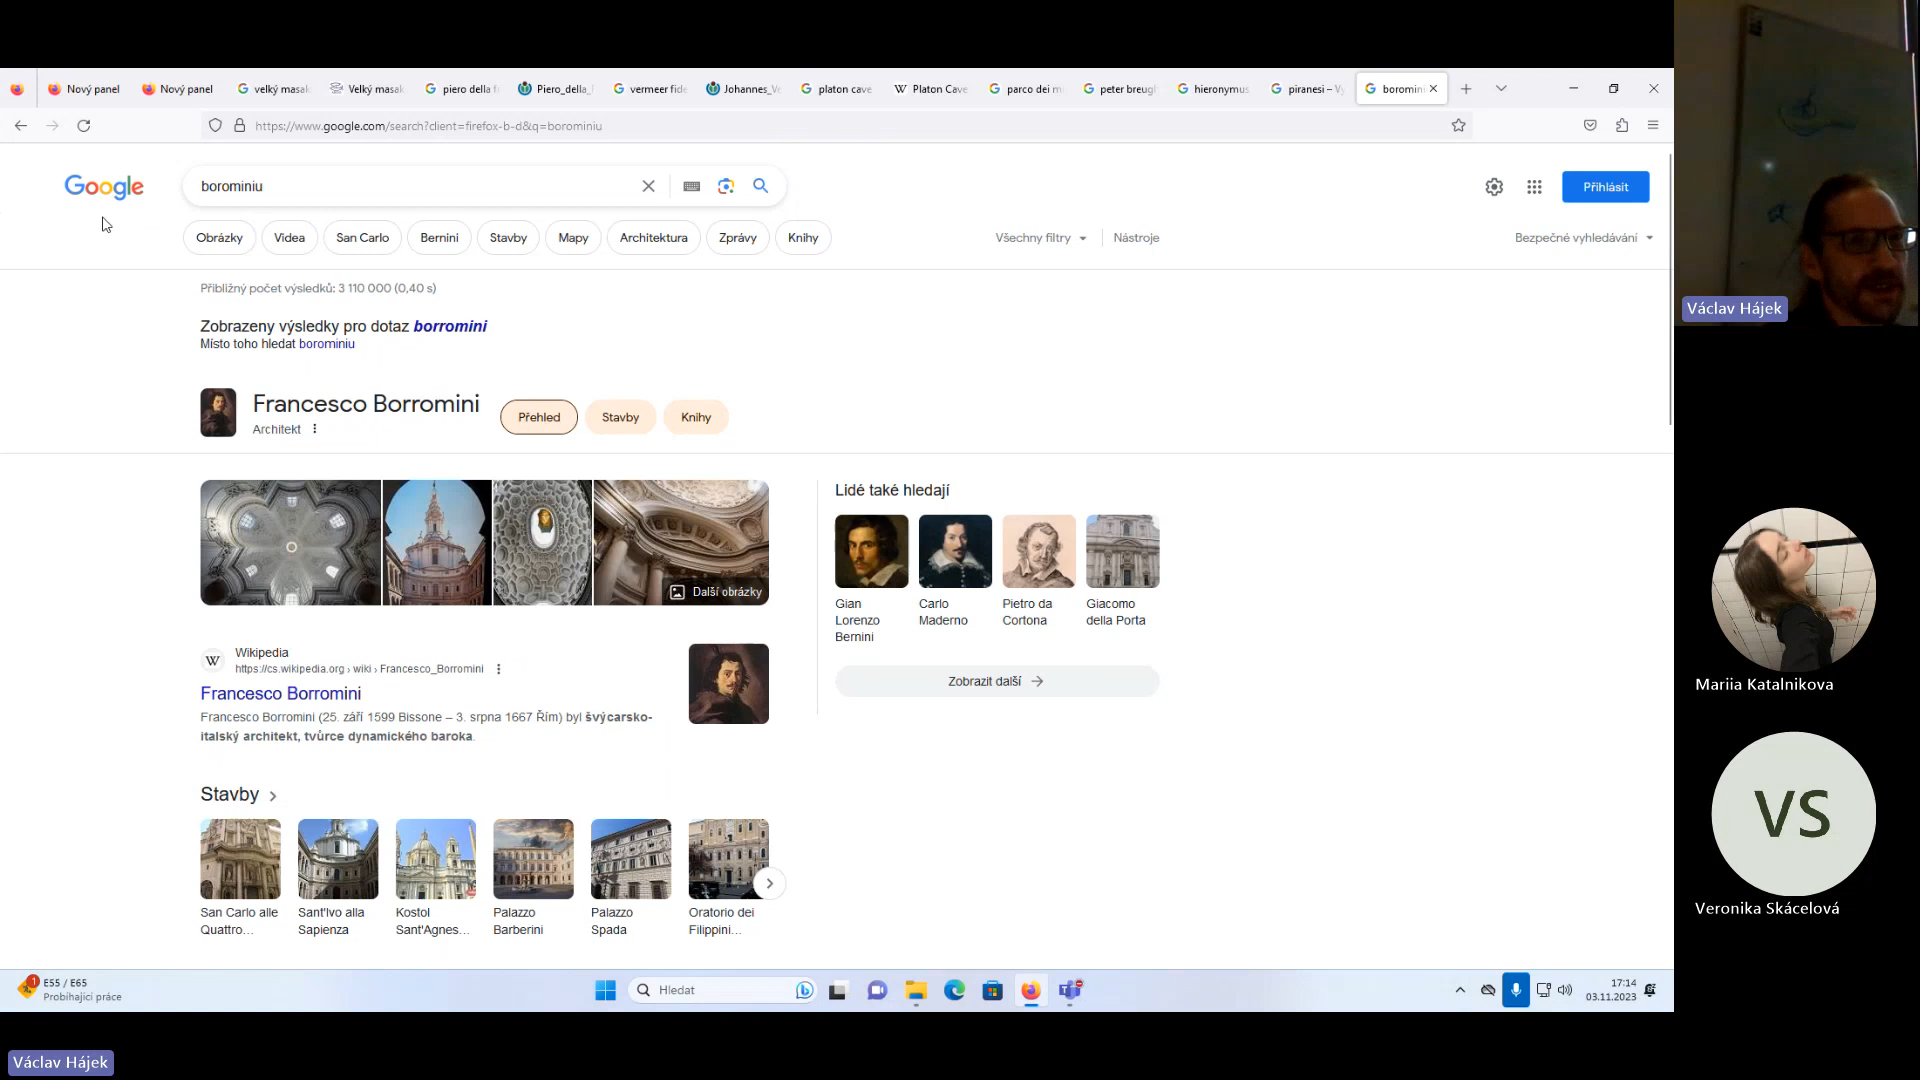 Nový panel
Nový panel
velký masak
Velký masak
piero della f
Piero_della_
vermeer fide
Johannes_V
platon cave
Platon Cave
parco dei m
peter breugh
hieronymus
piranesi – Vy
boromin
https://www.google.com/search?client=firefox-b-d&q=borominiu
Google
borominiu
Přihlásit
Obrázky
Videa
San Carlo
Bernini
Stavby
Mapy
Architektura
Zprávy
Knihy
Všechny filtry
Nástroje
Bezpečné vyhledávání
Přibližný počet výsledků: 3 110 000 (0,40 s)
Zobrazeny výsledky pro dotaz borromini
Místo toho hledat borominiu
Francesco Borromini
Architekt
Přehled
Stavby
Knihy
Další obrázky
Lidé také hledají
Gian Lorenzo Bernini
Carlo Maderno
Pietro da Cortona
Giacomo della Porta
Zobrazit další
W
Wikipedia
https://cs.wikipedia.org › wiki › Francesco_Borromini
Francesco Borromini
Francesco Borromini (25. září 1599 Bissone – 3. srpna 1667 Řím) byl švýcarsko-
italský architekt, tvůrce dynamického baroka.
Stavby
San Carlo alle Quattro...
Sant'Ivo alla Sapienza
Kostol Sant'Agnes...
Palazzo Barberini
Palazzo Spada
Oratorio dei Filippini...
1
E55 / E65
Probíhající práce
Hledat
17:14
03.11.2023
Václav Hájek
Mariia Katalnikova
VS
Veronika Skácelová
Václav Hájek